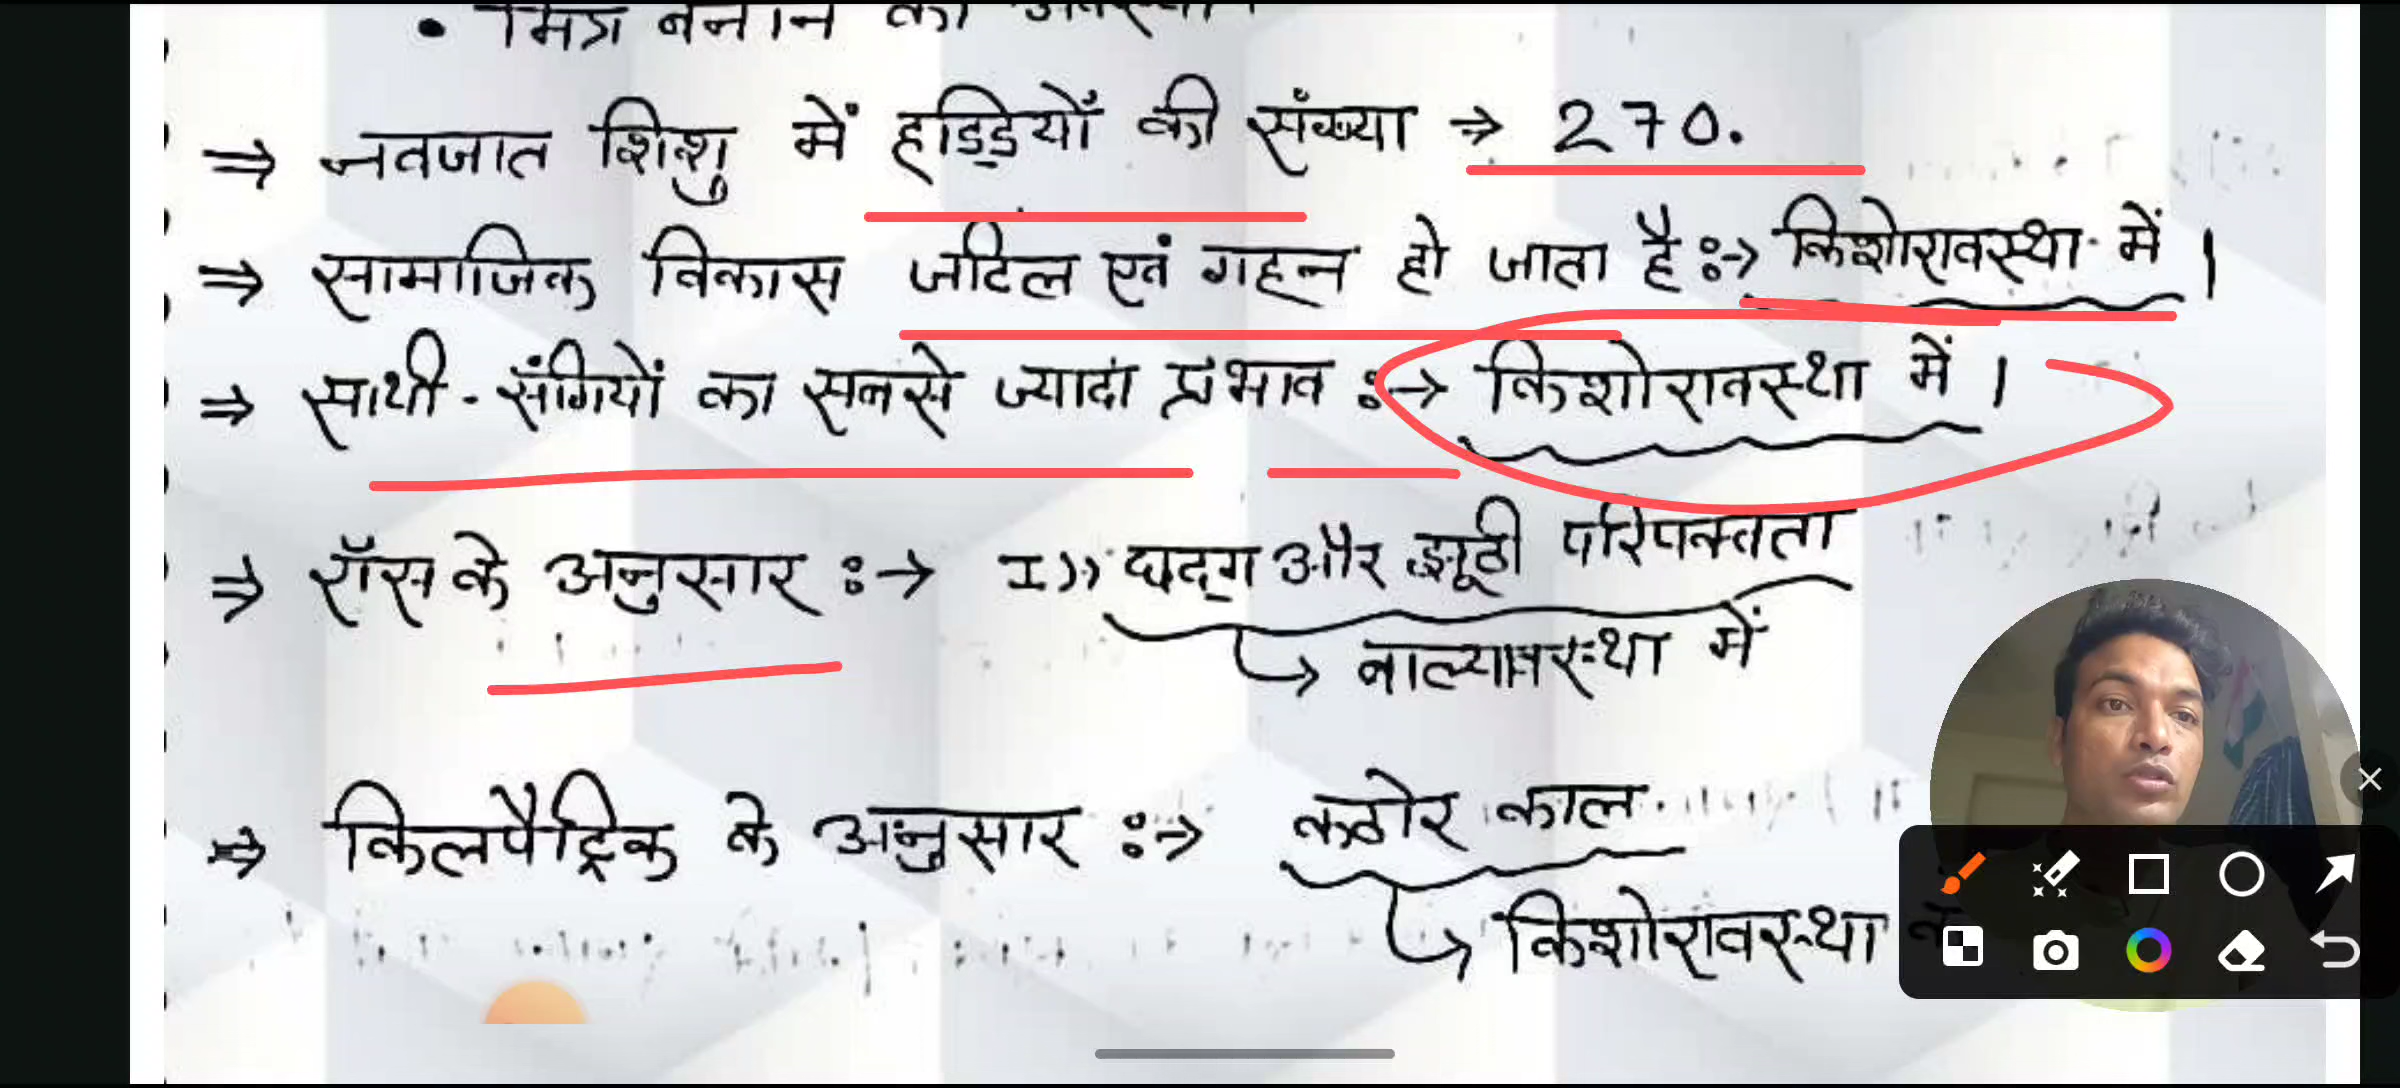 • मित्र बनाने की अवस्था
⇒ नवजात शिशु में हड्डियों की संख्या → 270.
⇒ सामाजिक विकास जटिल एवं गहन हो जाता है :→ किशोरावस्था में ।
⇒ साथी - संगियों का सबसे ज्यादा प्रभाव :→ किशोरावस्था में ।
⇒ रॉस के अनुसार :→ I)» छद्म और झूठी परिपक्वता
↳ बाल्यावस्था में
⇒ किलपैट्रिक के अनुसार :→ कठोर काल
↳ किशोरावस्था